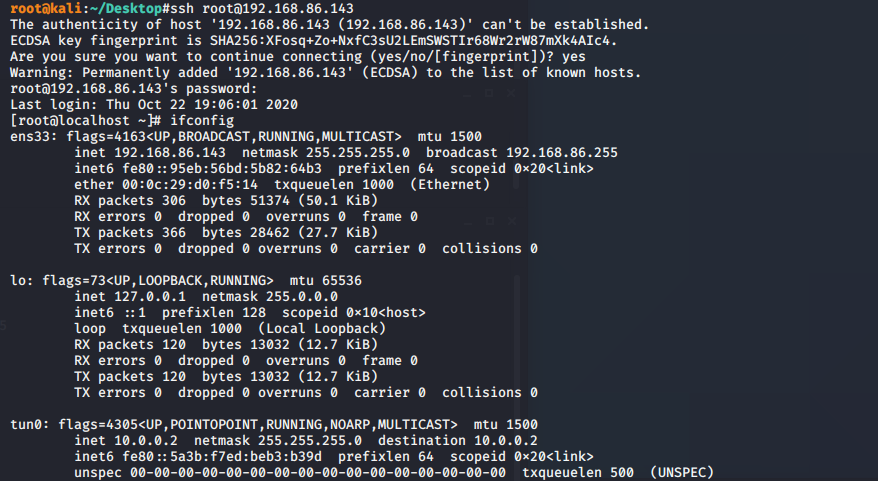 root@kali:~/Desktop#ssh root@192.168.86.143
The authenticity of host '192.168.86.143 (192.168.86.143)' can't be established.
ECDSA key fingerprint is SHA256:XFosq+Zo+NxfC3sU2LEmSWSTIr68Wr2rW87mXk4AIc4.
Are you sure you want to continue connecting (yes/no/[fingerprint])? yes
Warning: Permanently added '192.168.86.143' (ECDSA) to the list of known hosts.
root@192.168.86.143's password:
Last login: Thu Oct 22 19:06:01 2020
[root@localhost ~]# ifconfig
ens33: flags=4163<UP,BROADCAST,RUNNING,MULTICAST>  mtu 1500
        inet 192.168.86.143  netmask 255.255.255.0  broadcast 192.168.86.255
        inet6 fe80::95eb:56bd:5b82:64b3  prefixlen 64  scopeid 0×20<link>
        ether 00:0c:29:d0:f5:14  txqueuelen 1000  (Ethernet)
        RX packets 306  bytes 51374 (50.1 KiB)
        RX errors 0  dropped 0  overruns 0  frame 0
        TX packets 366  bytes 28462 (27.7 KiB)
        TX errors 0  dropped 0 overruns 0  carrier 0  collisions 0

lo: flags=73<UP,LOOPBACK,RUNNING>  mtu 65536
        inet 127.0.0.1  netmask 255.0.0.0
        inet6 ::1  prefixlen 128  scopeid 0×10<host>
        loop  txqueuelen 1000  (Local Loopback)
        RX packets 120  bytes 13032 (12.7 KiB)
        RX errors 0  dropped 0  overruns 0  frame 0
        TX packets 120  bytes 13032 (12.7 KiB)
        TX errors 0  dropped 0 overruns 0  carrier 0  collisions 0

tun0: flags=4305<UP,POINTOPOINT,RUNNING,NOARP,MULTICAST>  mtu 1500
        inet 10.0.0.2  netmask 255.255.255.0  destination 10.0.0.2
        inet6 fe80::5a3b:f7ed:beb3:b39d  prefixlen 64  scopeid 0×20<link>
        unspec 00-00-00-00-00-00-00-00-00-00-00-00-00-00-00-00  txqueuelen 500  (UNSPEC)